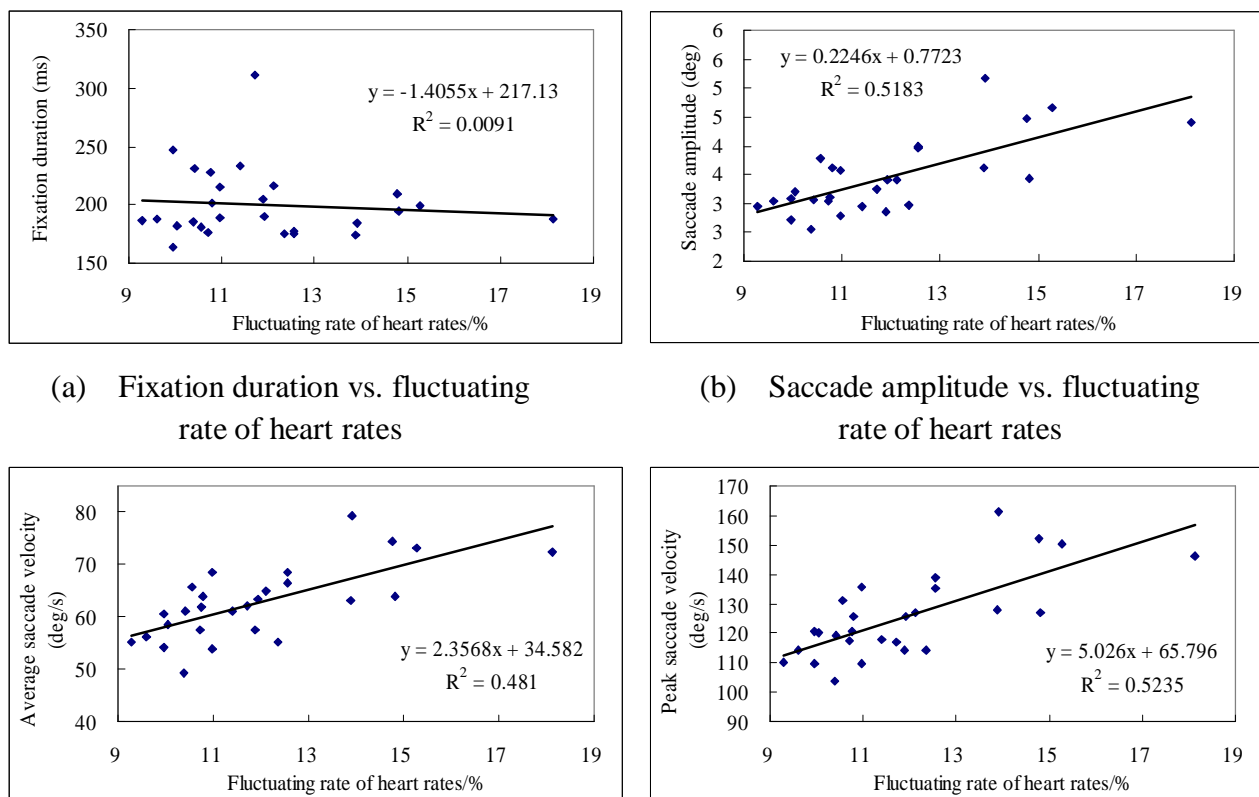 350
300
250
200
150
Fixation duration (ms)
y = -1.4055x + 217.13
R² = 0.0091
9 11 13 15 17 19
Fluctuating rate of heart rates/%
6
6
5
5
4
4
3
3
2
Saccade amplitude (deg)
y = 0.2246x + 0.7723
R² = 0.5183
9 11 13 15 17 19
Fluctuating rate of heart rates/%
(a) Fixation duration vs. fluctuating
rate of heart rates
(b) Saccade amplitude vs. fluctuating
rate of heart rates
80
70
60
50
40
Average saccade velocity
(deg/s)
y = 2.3568x + 34.582
R² = 0.481
9 11 13 15 17 19
Fluctuating rate of heart rates/%
170
160
150
140
130
120
110
100
90
Peak saccade velocity
(deg/s)
y = 5.026x + 65.796
R² = 0.5235
9 11 13 15 17 19
Fluctuating rate of heart rates/%